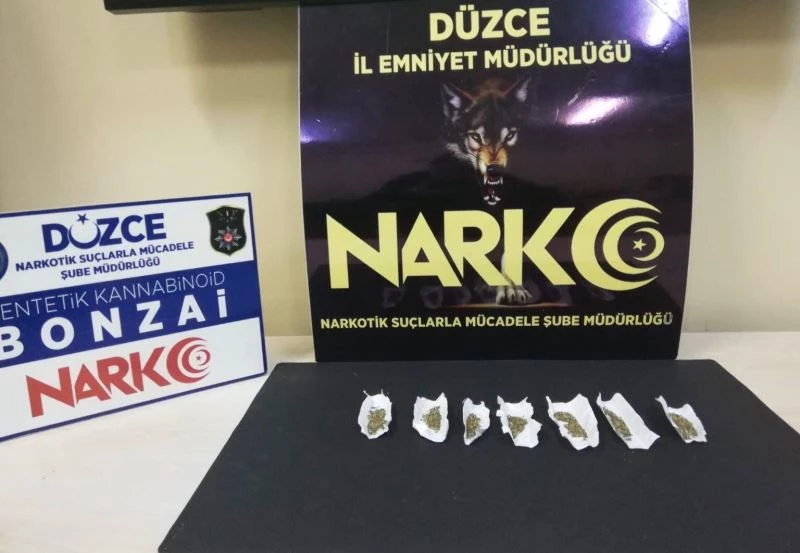 DÜZCE
İL EMNİYET MÜDÜRLÜĞÜ
NARKO
NARKOTİK SUÇLARLA MÜCADELE ŞUBE MÜDÜRLÜĞÜ
DÜZCE
NARKOTİK SUÇLARLA MÜCADELE
ŞUBE MÜDÜRLÜĞÜ
ENTETİK KANNABİNOİD
BONZAİ
NARKO